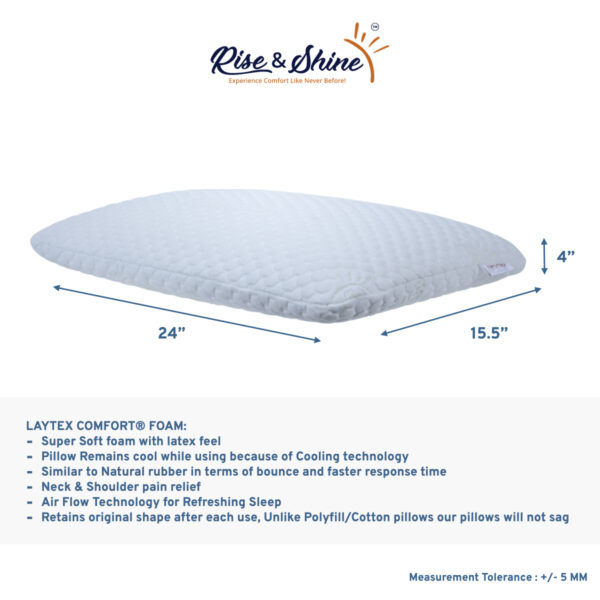 TM
Rise & Shine
Experience Comfort Like Never Before!
4”
24”
15.5”
LAYTEX COMFORT® FOAM:
- Super Soft foam with latex feel
- Pillow Remains cool while using because of Cooling technology
- Similar to Natural rubber in terms of bounce and faster response time
- Neck & Shoulder pain relief
- Air Flow Technology for Refreshing Sleep
- Retains original shape after each use, Unlike Polyfill/Cotton pillows our pillows will not sag
Measurement Tolerance : +/- 5 MM